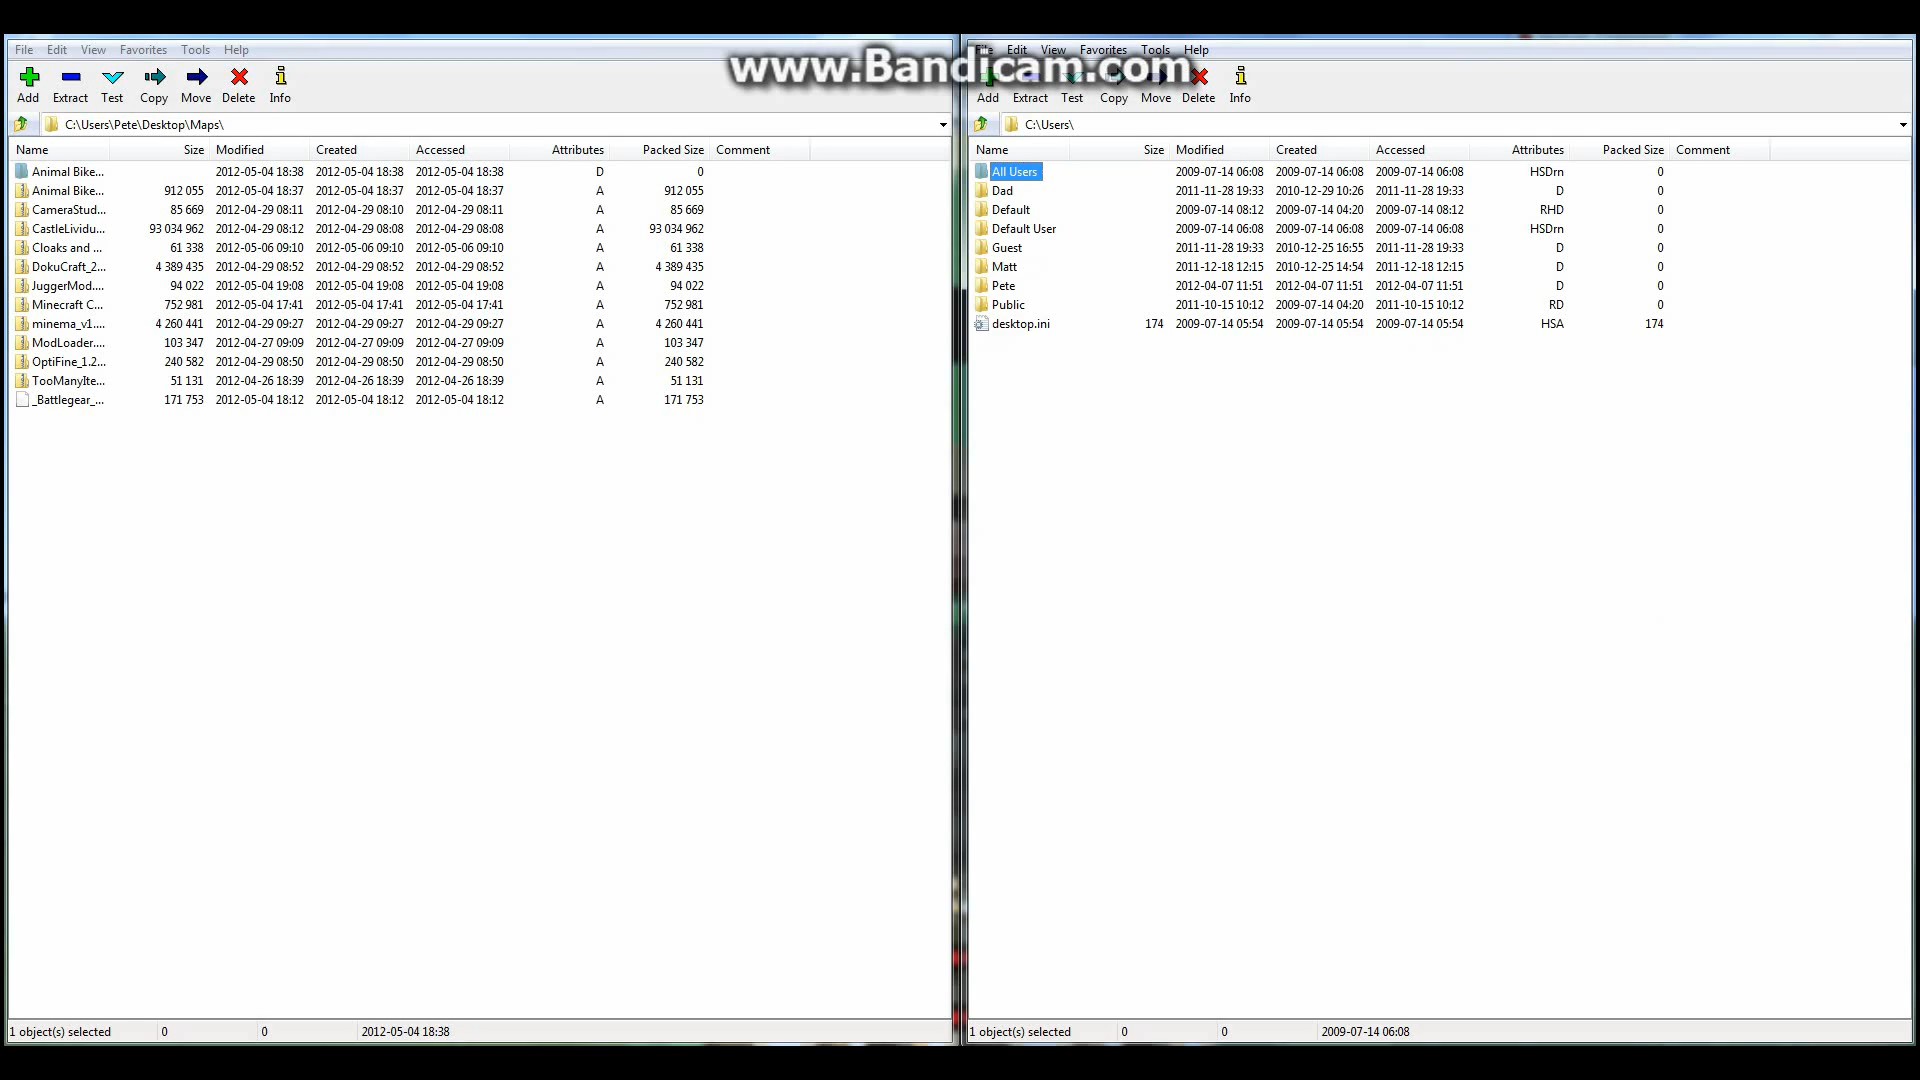 www.Bandicam.com
File Edit View Favorites Tools Help
Add Extract Test Copy Move Delete Info
C:\Users\Pete\Desktop\Maps\
Name Size Modified Created Accessed Attributes Packed Size Comment
Animal Bike... 2012-05-04 18:38 2012-05-04 18:38 2012-05-04 18:38 D 0
Animal Bike... 912 055 2012-05-04 18:37 2012-05-04 18:37 2012-05-04 18:37 A 912 055
CameraStud... 85 669 2012-04-29 08:11 2012-04-29 08:10 2012-04-29 08:11 A 85 669
CastleLividu... 93 034 962 2012-04-29 08:12 2012-04-29 08:08 2012-04-29 08:08 A 93 034 962
Cloaks and ... 61 338 2012-05-06 09:10 2012-05-06 09:10 2012-05-06 09:10 A 61 338
DokuCraft_2... 4 389 435 2012-04-29 08:52 2012-04-29 08:52 2012-04-29 08:52 A 4 389 435
JuggerMod.... 94 022 2012-05-04 19:08 2012-05-04 19:08 2012-05-04 19:08 A 94 022
Minecraft C... 752 981 2012-05-04 17:41 2012-05-04 17:41 2012-05-04 17:41 A 752 981
minema_v1.... 4 260 441 2012-04-29 09:27 2012-04-29 09:27 2012-04-29 09:27 A 4 260 441
ModLoader.... 103 347 2012-04-27 09:09 2012-04-27 09:09 2012-04-27 09:09 A 103 347
OptiFine_1.2... 240 582 2012-04-29 08:50 2012-04-29 08:50 2012-04-29 08:50 A 240 582
TooManyIte... 51 131 2012-04-26 18:39 2012-04-26 18:39 2012-04-26 18:39 A 51 131
_Battlegear_... 171 753 2012-05-04 18:12 2012-05-04 18:12 2012-05-04 18:12 A 171 753
1 object(s) selected 0 0 2012-05-04 18:38
File Edit View Favorites Tools Help
Add Extract Test Copy Move Delete Info
C:\Users\
Name Size Modified Created Accessed Attributes Packed Size Comment
All Users 2009-07-14 06:08 2009-07-14 06:08 2009-07-14 06:08 HSDrn 0
Dad 2011-11-28 19:33 2010-12-29 10:26 2011-11-28 19:33 D 0
Default 2009-07-14 08:12 2009-07-14 04:20 2009-07-14 08:12 RHD 0
Default User 2009-07-14 06:08 2009-07-14 06:08 2009-07-14 06:08 HSDrn 0
Guest 2011-11-28 19:33 2010-12-25 16:55 2011-11-28 19:33 D 0
Matt 2011-12-18 12:15 2010-12-25 14:54 2011-12-18 12:15 D 0
Pete 2012-04-07 11:51 2012-04-07 11:51 2012-04-07 11:51 D 0
Public 2011-10-15 10:12 2009-07-14 04:20 2011-10-15 10:12 RD 0
desktop.ini 174 2009-07-14 05:54 2009-07-14 05:54 2009-07-14 05:54 HSA 174
1 object(s) selected 0 0 2009-07-14 06:08